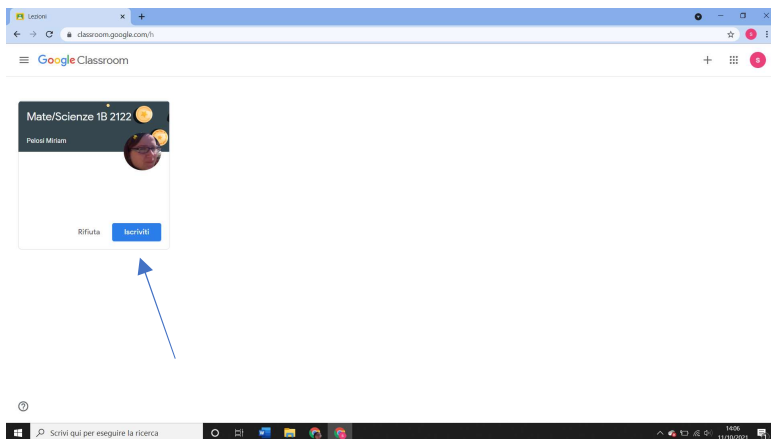 Lezioni
classroom.google.com/h
Google Classroom
S
Mate/Scienze 1B 2122
Pelosi Miriam
Rifiuta
Iscriviti
Scrivi qui per eseguire la ricerca
14:06
11/10/2021